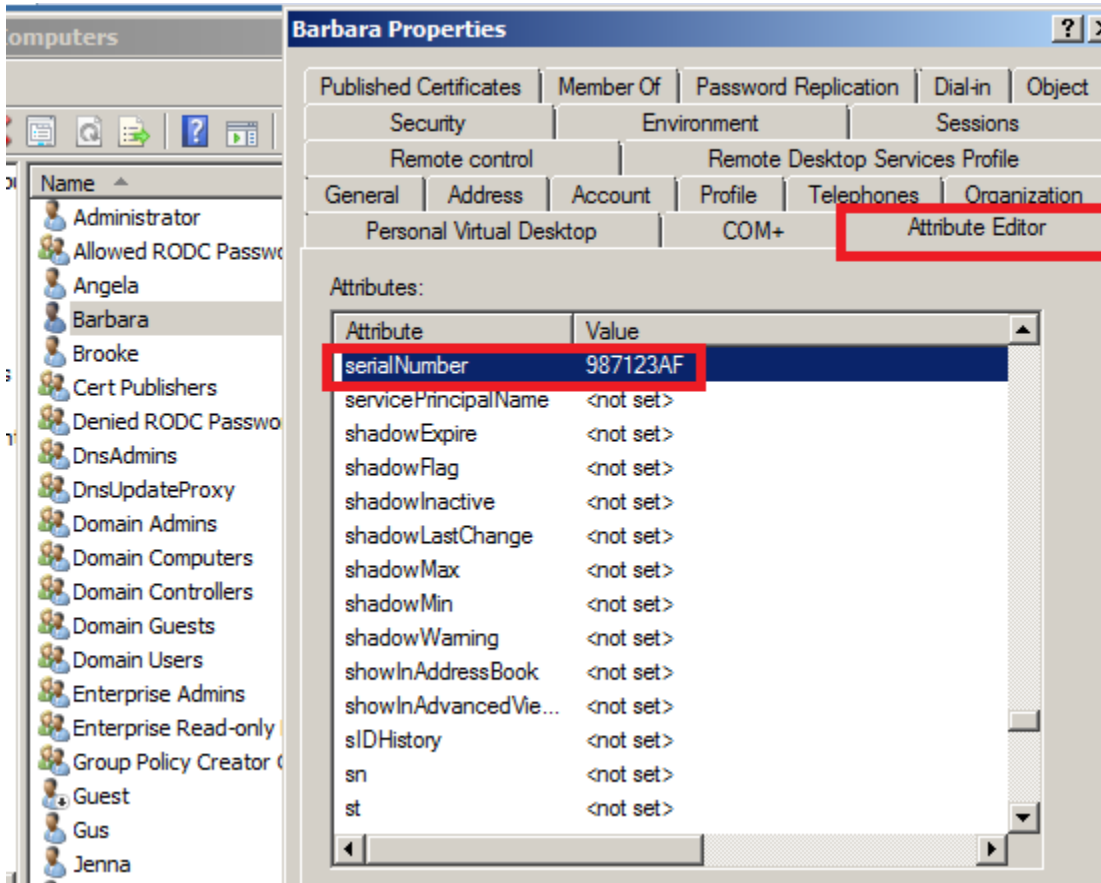 omputers
Name
Administrator
Allowed RODC Passwo
Angela
Barbara
Brooke
Cert Publishers
Denied RODC Passwo
DnsAdmins
DnsUpdateProxy
Domain Admins
Domain Computers
Domain Controllers
Domain Guests
Domain Users
Enterprise Admins
Enterprise Read-only
Group Policy Creator
Guest
Gus
Jenna
Barbara Properties
Published Certificates Member Of Password Replication Dial-in Object
Security Environment Sessions
Remote control Remote Desktop Services Profile
General Address Account Profile Telephones Organization
Personal Virtual Desktop COM+ Attribute Editor
Attributes:
Attribute Value
serialNumber 987123AF
servicePrincipalName <not set>
shadowExpire <not set>
shadowFlag <not set>
shadowInactive <not set>
shadowLastChange <not set>
shadowMax <not set>
shadowMin <not set>
shadowWarning <not set>
showInAddressBook <not set>
showInAdvancedVie... <not set>
sIDHistory <not set>
sn <not set>
st <not set>